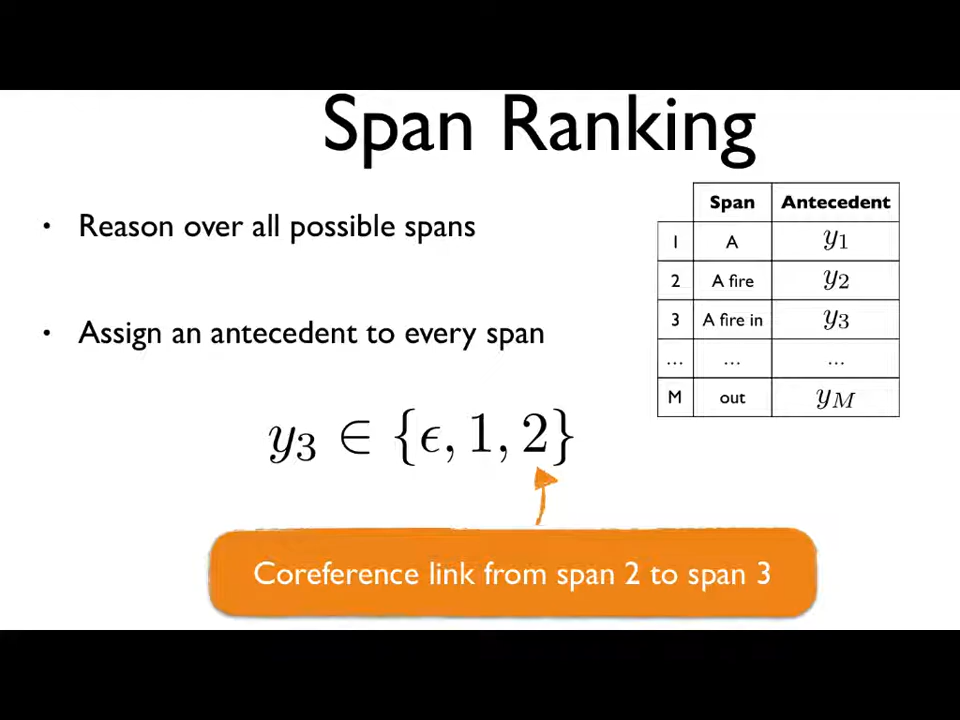 Span Ranking
• Reason over all possible spans
• Assign an antecedent to every span
Span Antecedent
1 A y₁
2 A fire y₂
3 A fire in y₃
... ... ...
M out y_M
y₃ ∈ {ϵ, 1, 2}
Coreference link from span 2 to span 3